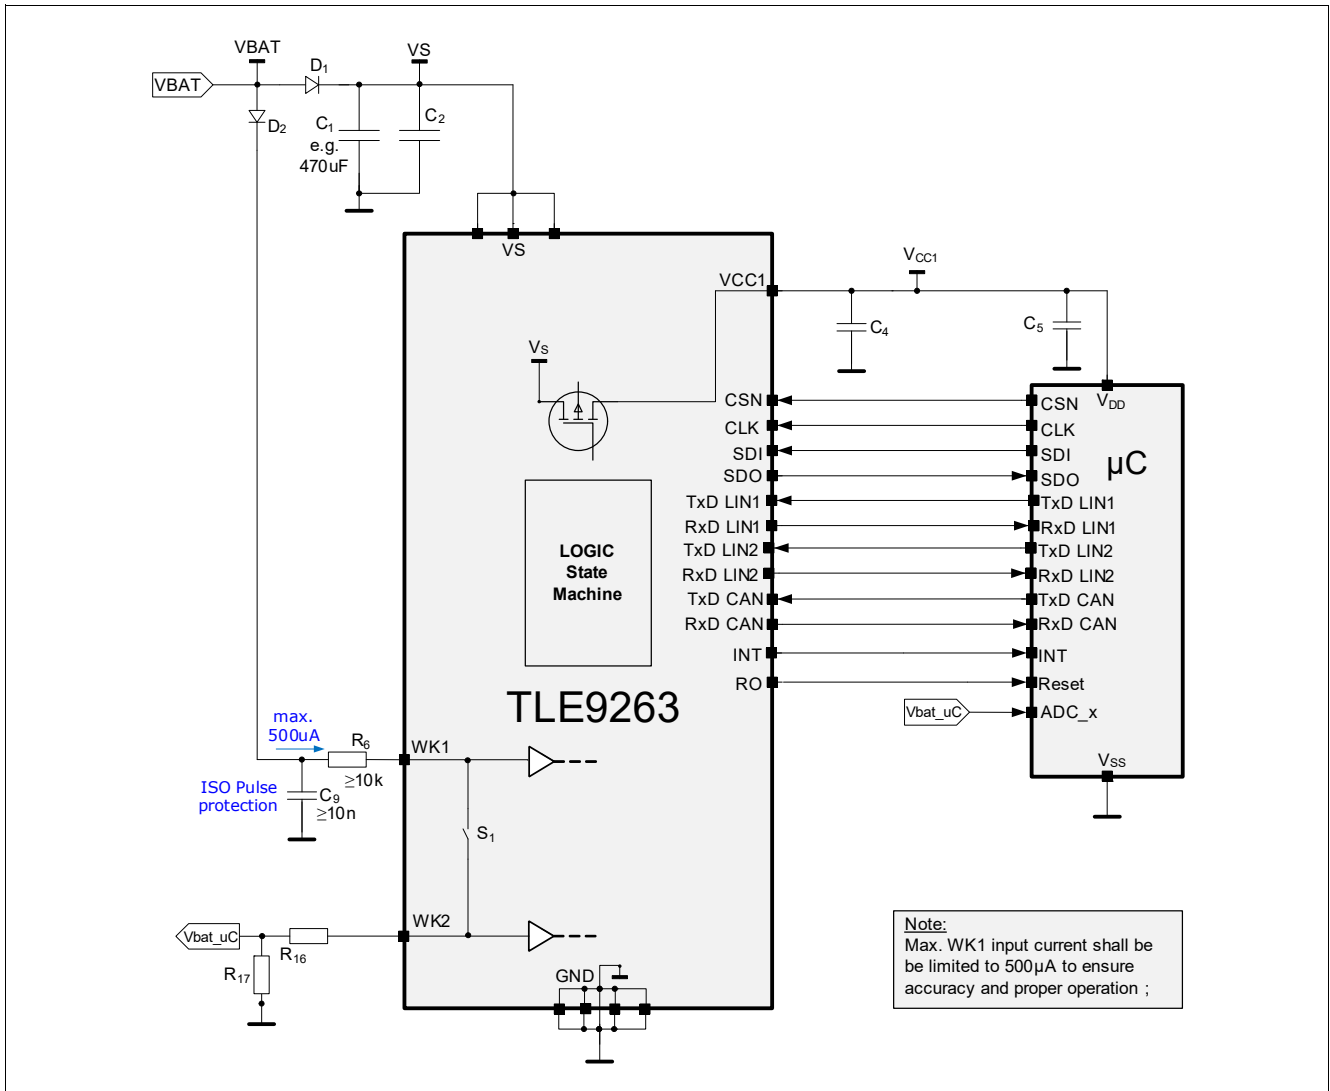 VBAT
VS
VBAT
D1
D2
C1
e.g.
470uF
C2
VS
VCC1
VCC1
C4
C5
VS
VDD
CSN
CLK
SDI
SDO
TxD LIN1
RxD LIN1
TxD LIN2
RxD LIN2
TxD CAN
RxD CAN
INT
RO
CSN
CLK
SDI
SDO
TxD LIN1
RxD LIN1
TxD LIN2
RxD LIN2
TxD CAN
RxD CAN
INT
Reset
ADC_x
µC
Vbat_uC
VSS
LOGIC
State
Machine
TLE9263
max.
500uA
R6
≥10k
WK1
ISO Pulse
protection
C9
≥10n
S1
WK2
Vbat_uC
R16
R17
GND
Note:
Max. WK1 input current shall be
be limited to 500µA to ensure
accuracy and proper operation ;